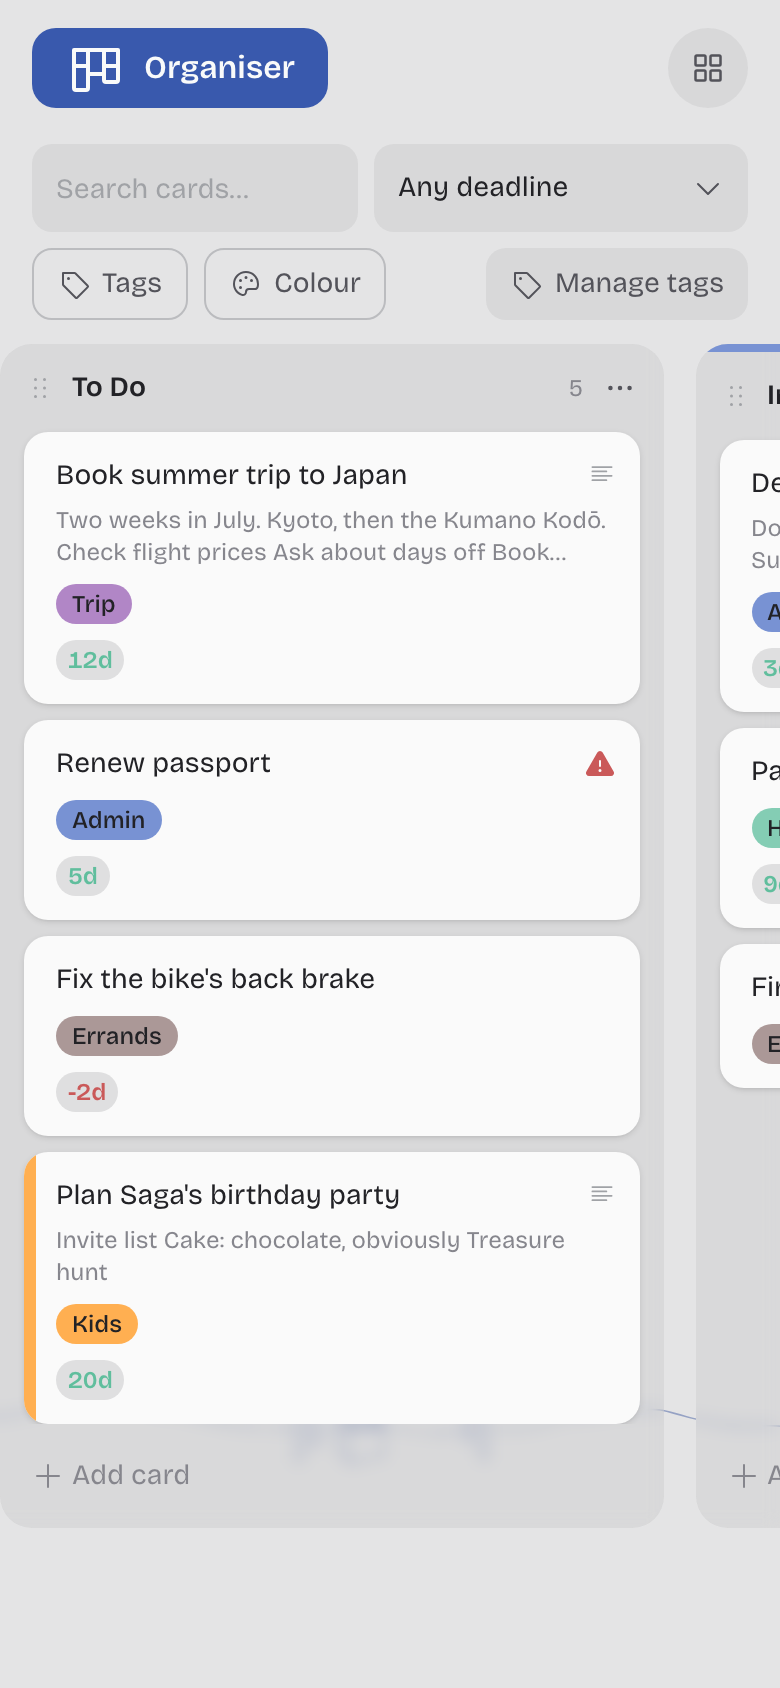 Organiser
Search cards...
Any deadline
Tags
Colour
Manage tags
To Do
5
Book summer trip to Japan
Two weeks in July. Kyoto, then the Kumano Kodō.
Check flight prices Ask about days off Book...
Trip
12d
Renew passport
Admin
5d
Fix the bike's back brake
Errands
-2d
Plan Saga's birthday party
Invite list Cake: chocolate, obviously Treasure
hunt
Kids
20d
Add card